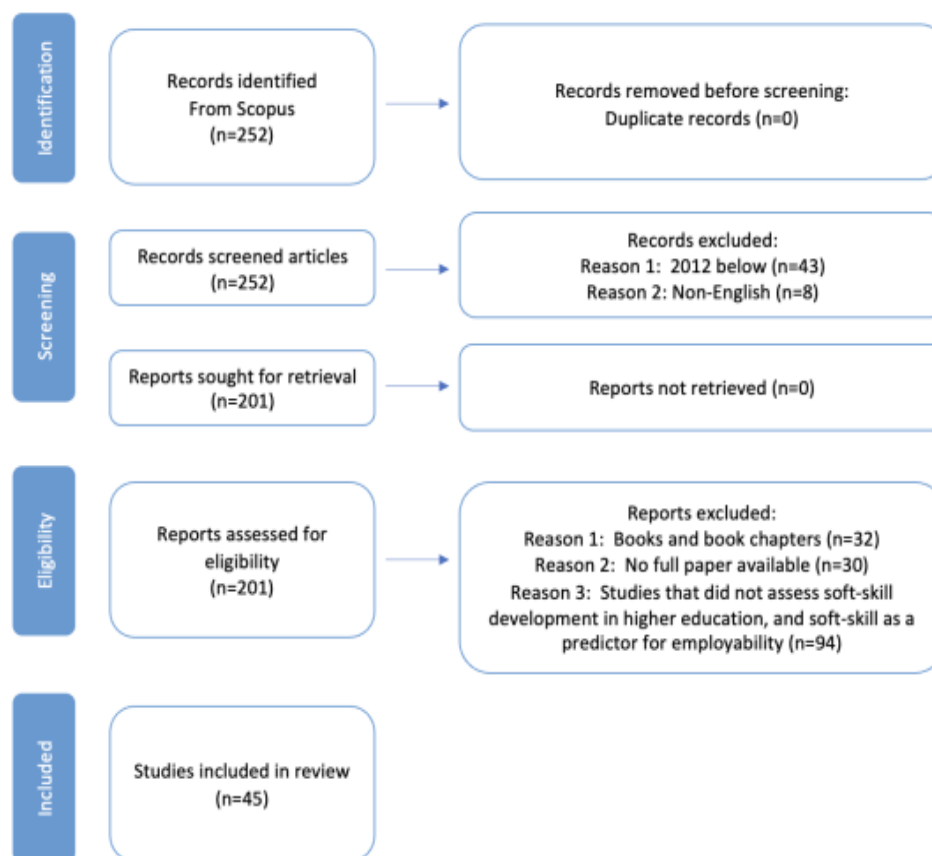 Identification
Records identified
From Scopus
(n=252)
Records removed before screening:
Duplicate records (n=0)
Screening
Records screened articles
(n=252)
Records excluded:
Reason 1:  2012 below (n=43)
Reason 2: Non-English (n=8)
Reports sought for retrieval
(n=201)
Reports not retrieved (n=0)
Eligibility
Reports assessed for
eligibility
(n=201)
Reports excluded:
Reason 1:  Books and book chapters (n=32)
Reason 2:  No full paper available (n=30)
Reason 3:  Studies that did not assess soft-skill
development in higher education, and soft-skill as a
predictor for employability (n=94)
Included
Studies included in review
(n=45)